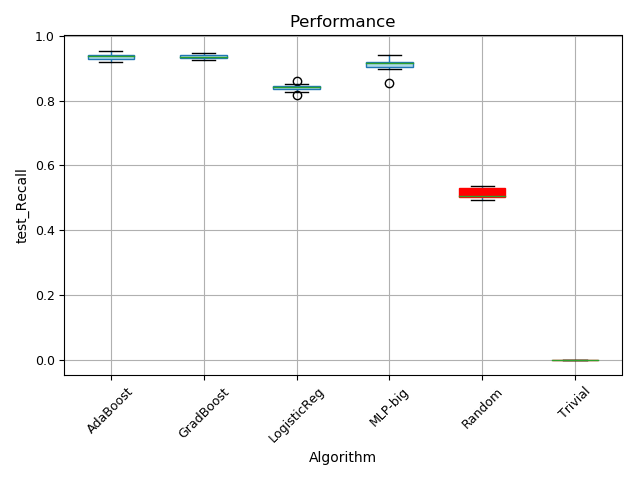 Performance
1.0
0.8
0.6
0.4
0.2
0.0
test_Recall
AdaBoost
GradBoost
LogisticReg
MLP-big
Random
Trivial
Algorithm